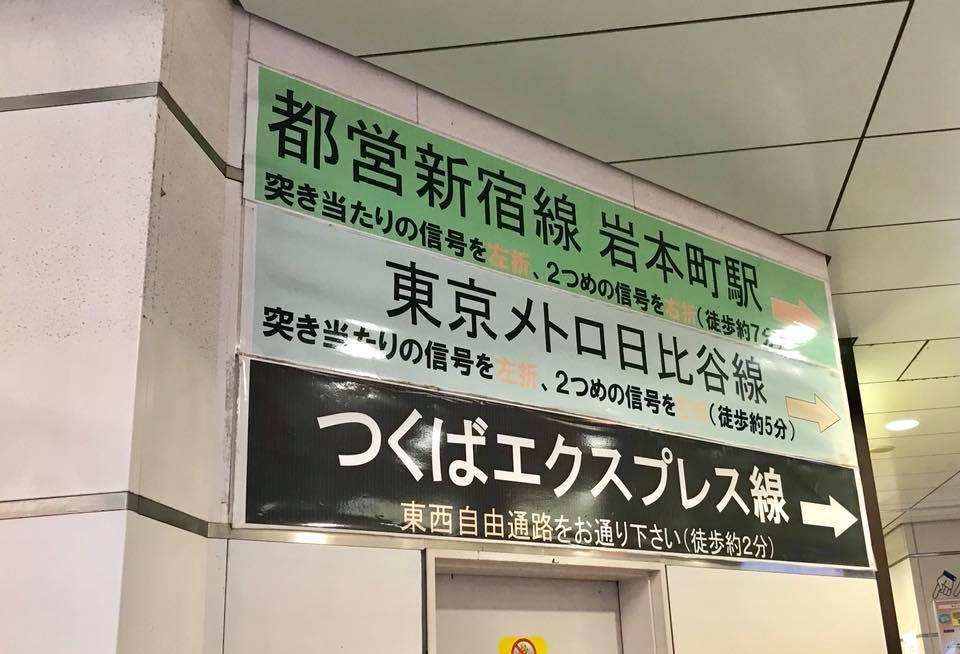 都営新宿線 岩本町駅
突き当たりの信号を左折、2つめの信号を右折(徒歩約7分)
東京メトロ日比谷線
突き当たりの信号を左折、2つめの信号を(徒歩約5分)
つくばエクスプレス線
東西自由通路をお通り下さい(徒歩約2分)